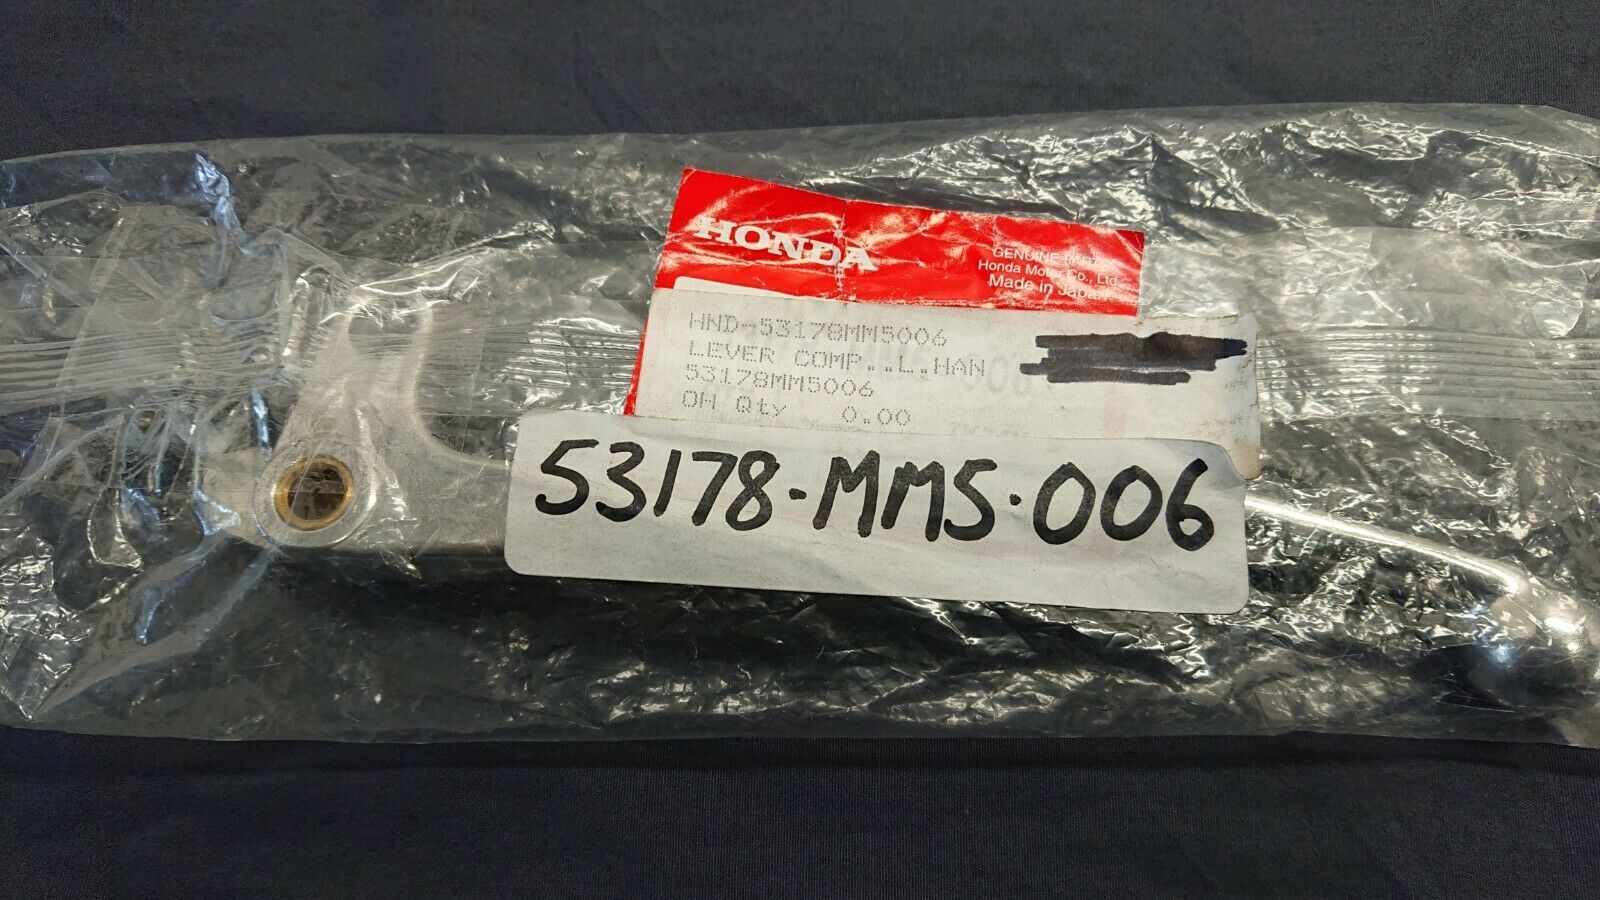 HONDA
GENUINE PARTS
Honda Motor Co., Ltd.
Made in Japan
HND-53178MM5006
LEVER COMP..L.HAN
53178MM5006
OH Qty 0.00
53178-MM5-006